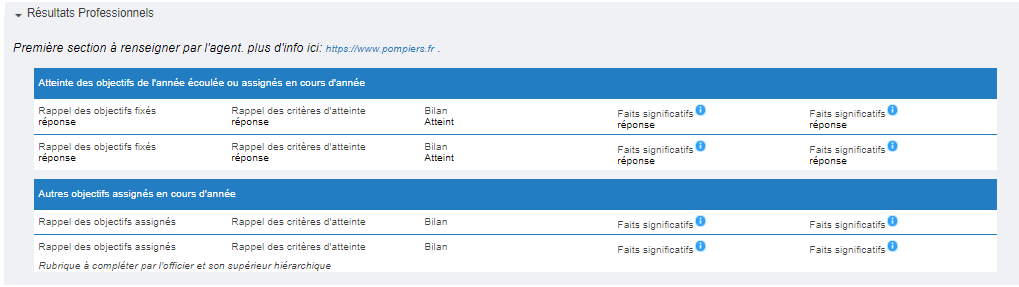 Résultats Professionnels
Première section à renseigner par l'agent. plus d'info ici: https://www.pompiers.fr .
Atteinte des objectifs de l'année écoulée ou assignés en cours d'année
Rappel des objectifs fixés Rappel des critères d'atteinte Bilan Faits significatifs Faits significatifs
réponse réponse Atteint réponse réponse
Rappel des objectifs fixés Rappel des critères d'atteinte Bilan Faits significatifs Faits significatifs
réponse réponse Atteint réponse réponse
Autres objectifs assignés en cours d'année
Rappel des objectifs assignés Rappel des critères d'atteinte Bilan Faits significatifs Faits significatifs
Rappel des objectifs assignés Rappel des critères d'atteinte Bilan Faits significatifs Faits significatifs
Rubrique à compléter par l'officier et son supérieur hiérarchique